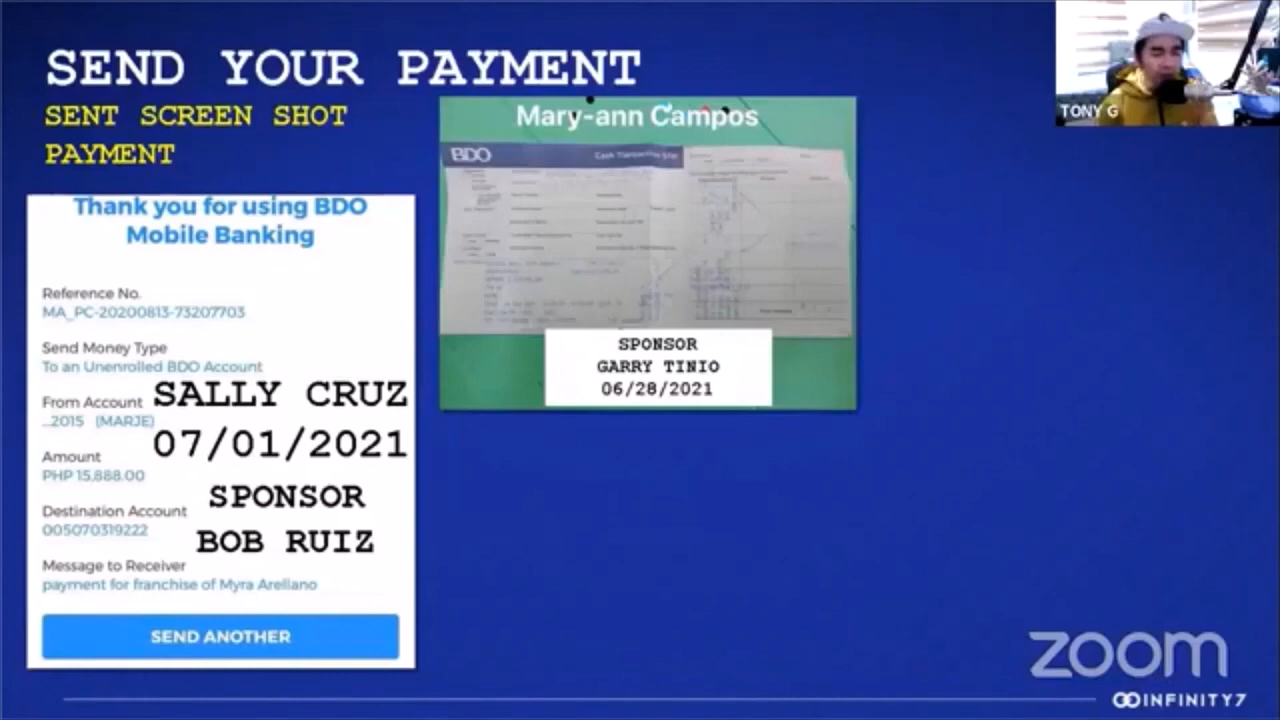 SEND YOUR PAYMENT
SENT SCREEN SHOT
PAYMENT
Thank you for using BDO
Mobile Banking
Reference No.
MA_PC-20200813-73207703
Send Money Type
To an Unenrolled BDO Account
From Account
...2015 (MARJE)
SALLY CRUZ
07/01/2021
Amount
PHP 15,888.00
SPONSOR
BOB RUIZ
Destination Account
005070319222
Message to Receiver
payment for franchise of Myra Arellano
SEND ANOTHER
Mary-ann Campos
BDO
Cash Transaction Slip
SPONSOR
GARRY TINIO
06/28/2021
TONY G
zoom
INFINITY7